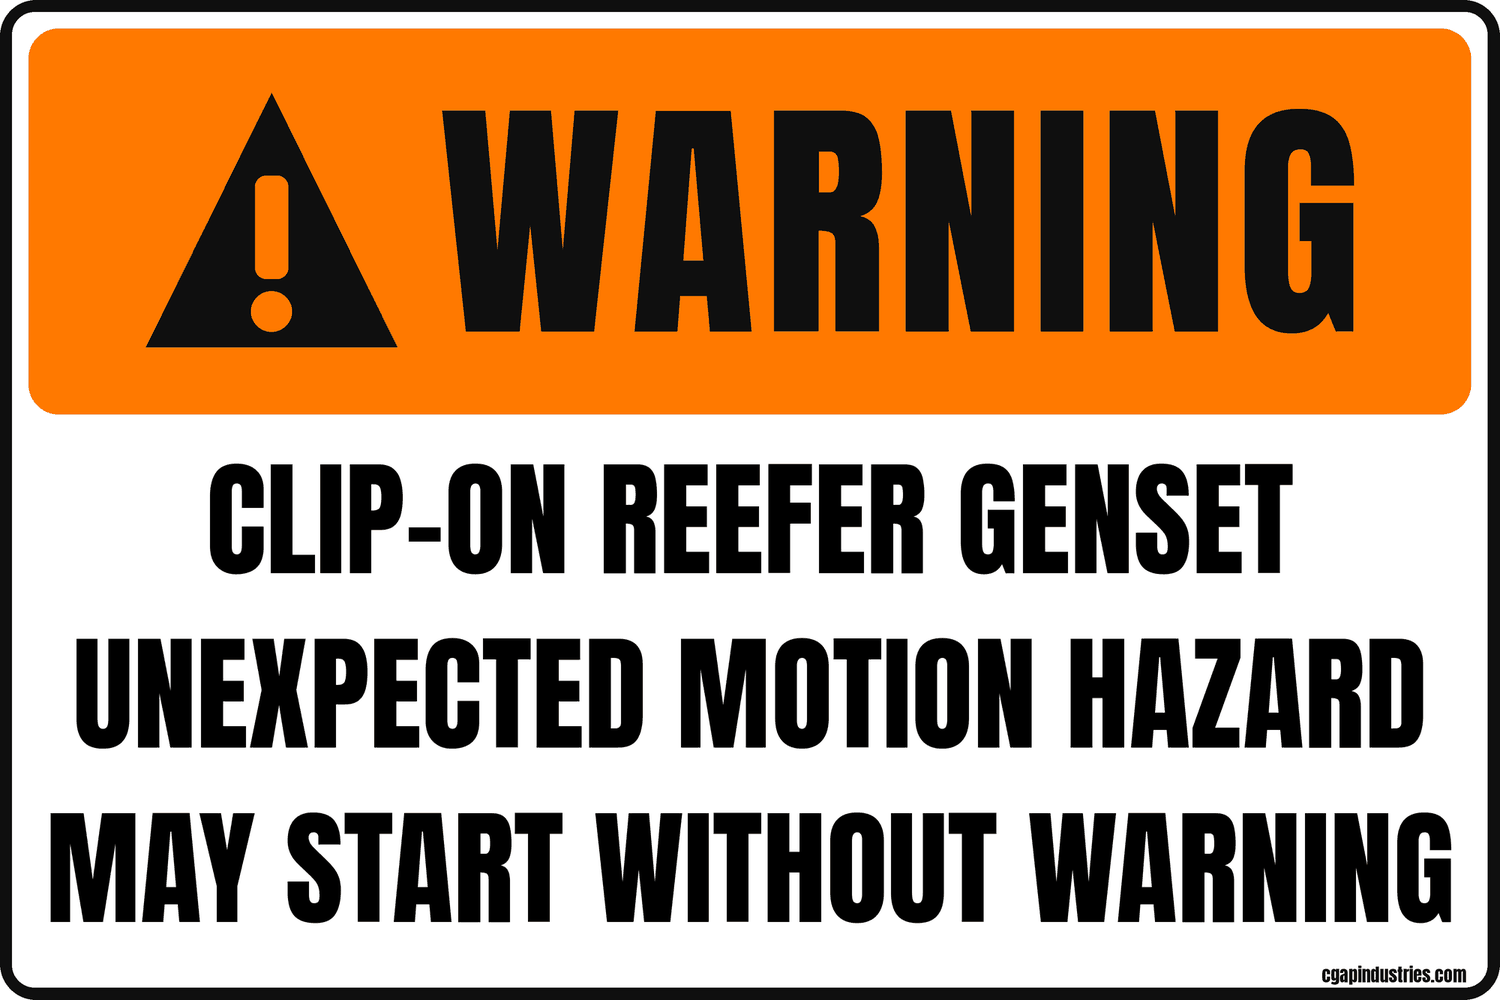 WARNING
CLIP-ON REEFER GENSET
UNEXPECTED MOTION HAZARD
MAY START WITHOUT WARNING
cgapindustries.com